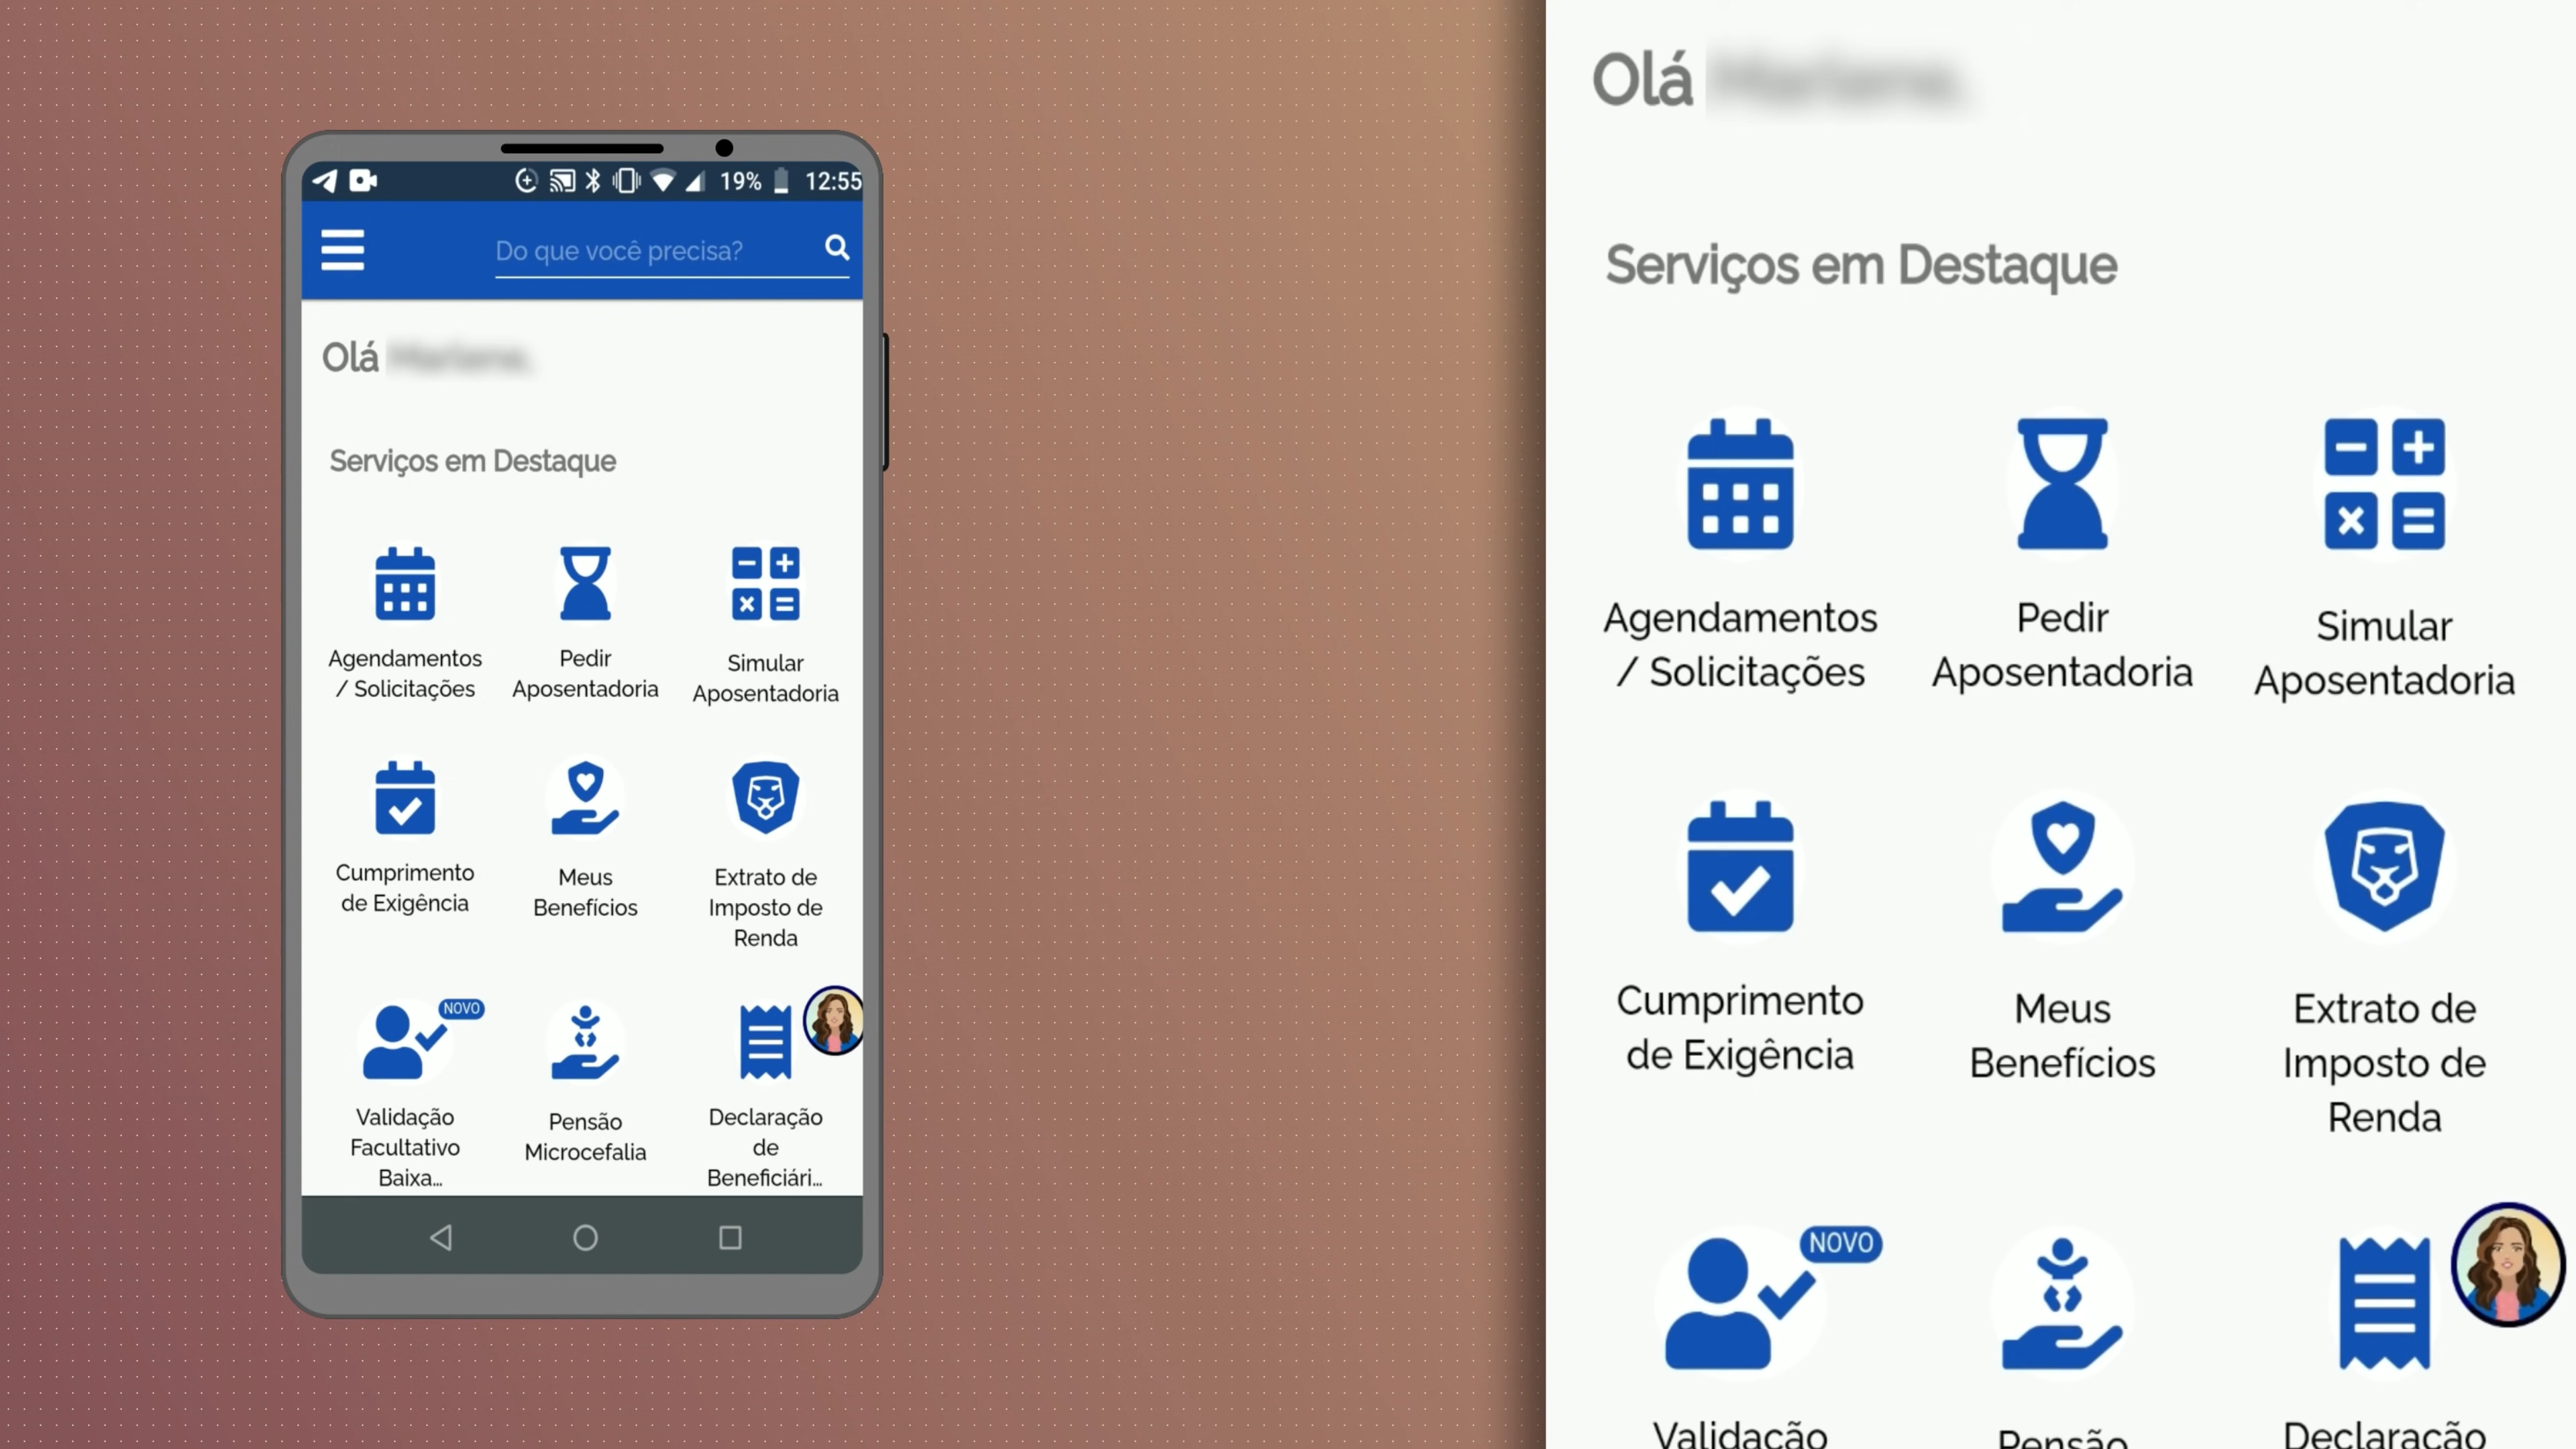 19% 12:55
Do que você precisa?
Olá
Serviços em Destaque
Agendamentos
/ Solicitações
Pedir
Aposentadoria
Simular
Aposentadoria
Cumprimento
de Exigência
Meus
Benefícios
Extrato de
Imposto de
Renda
NOVO
Validação
Facultativo
Baixa...
Pensão
Microcefalia
Declaração
de
Beneficiári...
Olá
Serviços em Destaque
Agendamentos
/ Solicitações
Pedir
Aposentadoria
Simular
Aposentadoria
Cumprimento
de Exigência
Meus
Benefícios
Extrato de
Imposto de
Renda
NOVO
Validação
Pensão
Declaração